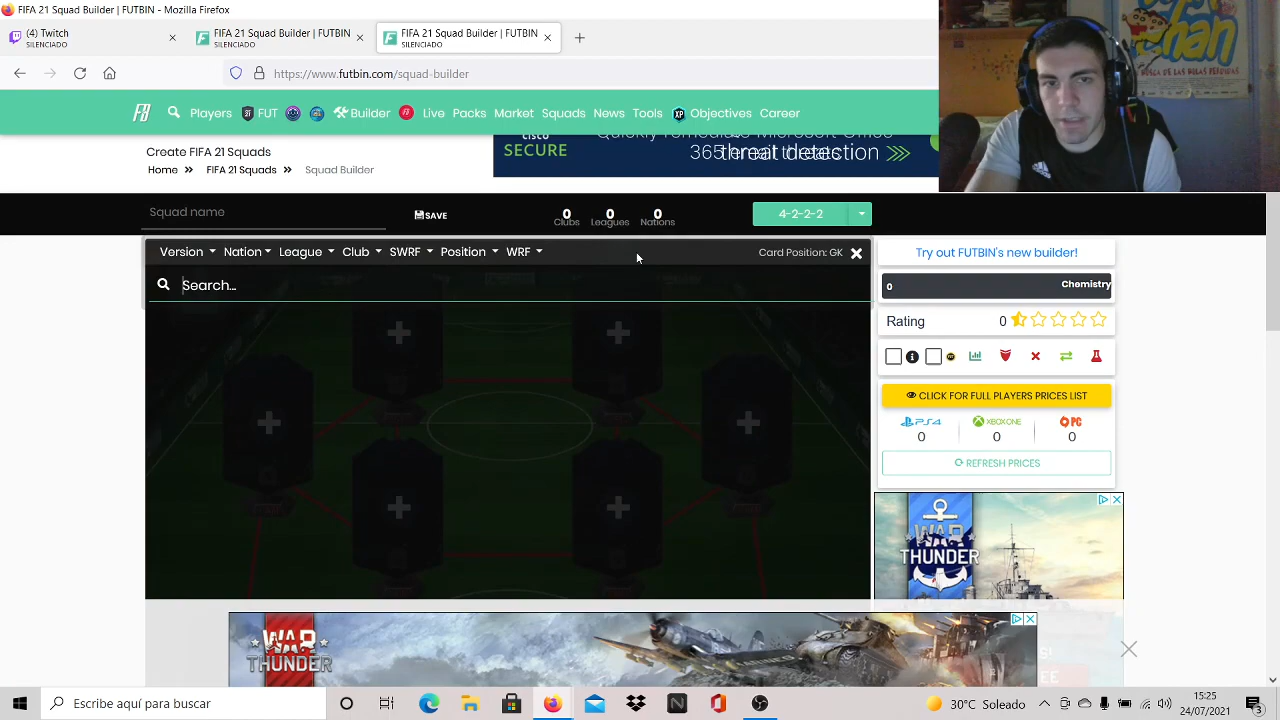 FIFA 21 Squad Builder | FUTBIN — Mozilla Firefox
(4) Twitch
SILENCIADO
FIFA 21 Squad Builder | FUTBIN
SILENCIADO
FIFA 21 Squad Builder | FUTBIN
SILENCIADO
https://www.futbin.com/squad-builder
Players
FUT
Builder
Live
Packs
Market
Squads
News
Tools
XP
Objectives
Career
Create FIFA 21 Squads
Home » FIFA 21 Squads » Squad Builder
cisco
SECURE
threat detection
Squad name
SAVE
0 Clubs
0 Leagues
0 Nations
4-2-2-2
Version
Nation
League
Club
SWRF
Position
WRF
Card Position: GK
Search...
Try out FUTBIN's new builder!
0 Chemistry
Rating 0
CLICK FOR FULL PLAYERS PRICES LIST
PS4
XBOX ONE
PC
0
0
0
REFRESH PRICES
WAR
THUNDER
WAR
THUNDER
S!
EE
Escribe aquí para buscar
30°C Soleado
15:25
24/07/2021
3